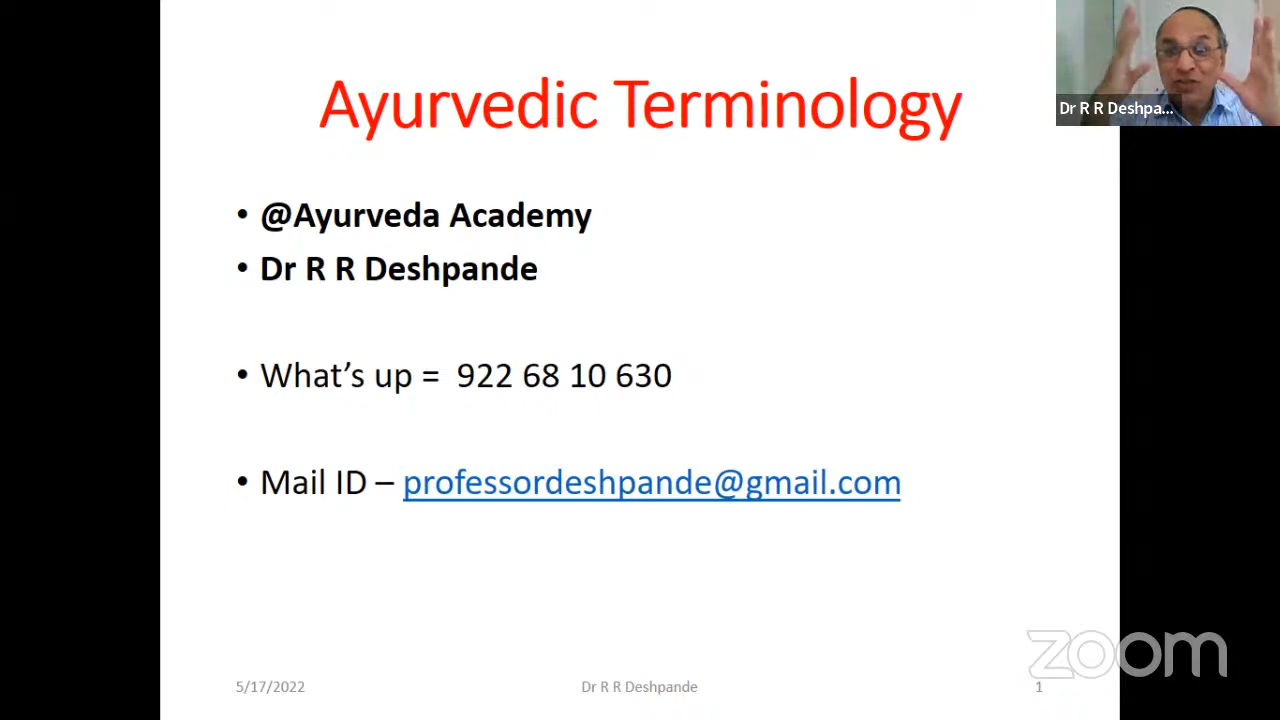 Ayurvedic Terminology
Dr R R Deshpa...
• @Ayurveda Academy
• Dr R R Deshpande
• What’s up = 922 68 10 630
• Mail ID – professordeshpande@gmail.com
zoom
5/17/2022 Dr R R Deshpande 1